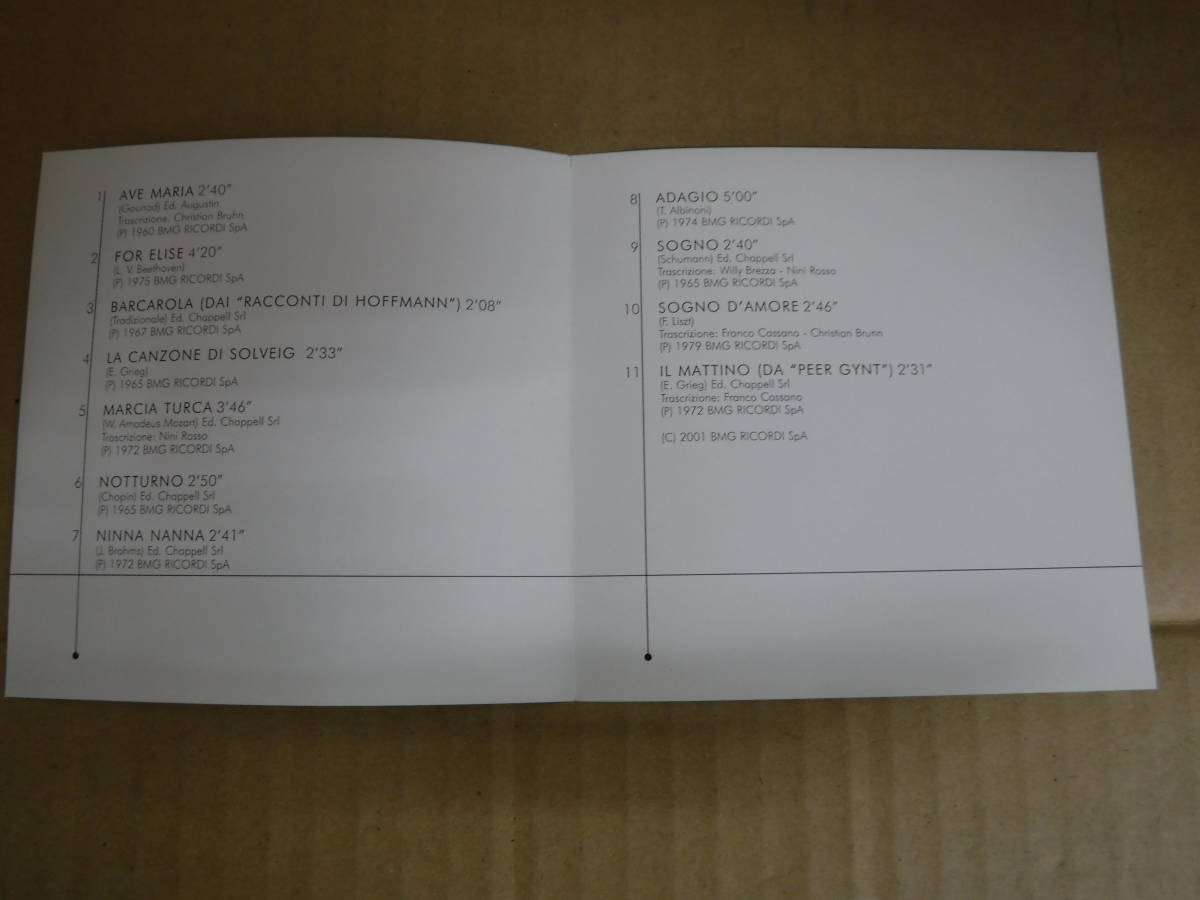 1 AVE MARIA 2'40"
(Gounod) Ed. Augustin
Trascrizione: Christian Bruhn
(P) 1960 BMG RICORDI SpA
2 FOR ELISE 4'20"
(L. V. Beethoven)
(P) 1975 BMG RICORDI SpA
3 BARCAROLA (DAI "RACCONTI DI HOFFMANN") 2'08"
(Tradizionale) Ed. Chappell Srl
(P) 1967 BMG RICORDI SpA
4 LA CANZONE DI SOLVEIG 2'33"
(E. Grieg)
(P) 1965 BMG RICORDI SpA
5 MARCIA TURCA 3'46"
(W. Amadeus Mozart) Ed. Chappell Srl
Trascrizione: Nini Rosso
(P) 1972 BMG RICORDI SpA
6 NOTTURNO 2'50"
(Chopin) Ed. Chappell Srl
(P) 1965 BMG RICORDI SpA
7 NINNA NANNA 2'41"
(J. Brahms) Ed. Chappell Srl
(P) 1972 BMG RICORDI SpA
8 ADAGIO 5'00"
(T. Albinoni)
(P) 1974 BMG RICORDI SpA
9 SOGNO 2'40"
(Schumann) Ed. Chappell Srl
Trascrizione: Willy Brezza - Nini Rosso
(P) 1965 BMG RICORDI SpA
10 SOGNO D'AMORE 2'46"
(F. Liszt)
Trascrizione: Franco Cassano - Christian Brunn
(P) 1979 BMG RICORDI SpA
11 IL MATTINO (DA "PEER GYNT") 2'31"
(E. Grieg) Ed. Chappell Srl
Trascrizione: Franco Cassano
(P) 1972 BMG RICORDI SpA
(C) 2001 BMG RICORDI SpA